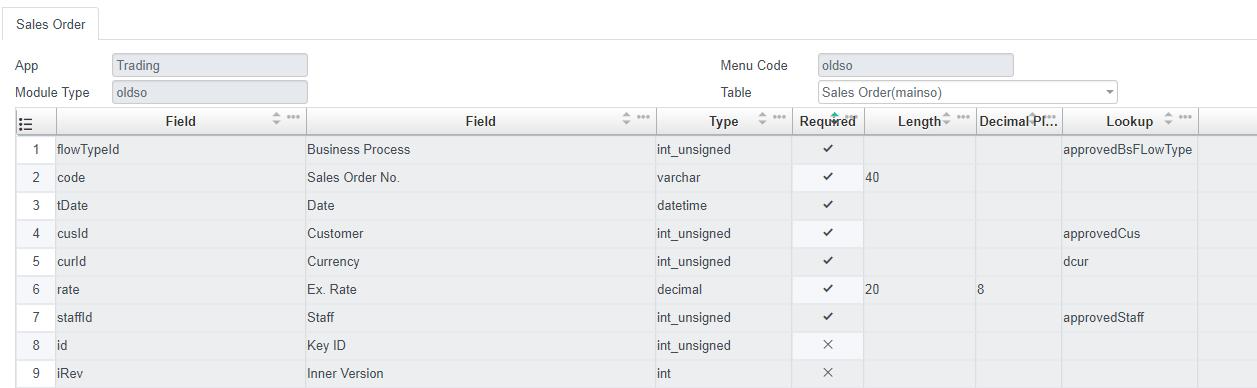 Sales Order
App Trading Menu Code oldso
Module Type oldso Table Sales Order(mainso)
Field Field Type Required Length Decimal Pl... Lookup
1 flowTypeId Business Process int_unsigned approvedBsFLowType
2 code Sales Order No. varchar 40
3 tDate Date datetime
4 cusId Customer int_unsigned approvedCus
5 curId Currency int_unsigned dcur
6 rate Ex. Rate decimal 20 8
7 staffId Staff int_unsigned approvedStaff
8 id Key ID int_unsigned
9 iRev Inner Version int